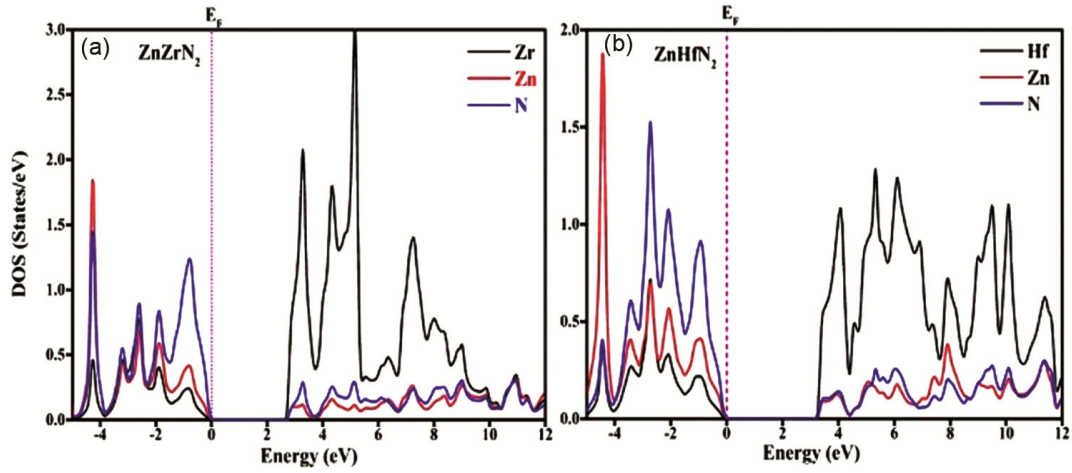 E_F
(a)
ZnZrN₂
Zr
Zn
N
3.0
2.5
2.0
1.5
1.0
0.5
0.0
-4
-2
0
2
4
6
8
10
12
DOS (States/eV)
Energy (eV)
E_F
(b)
ZnHfN₂
Hf
Zn
N
2.0
1.5
1.0
0.5
0.0
-4
-2
0
2
4
6
8
10
12
Energy (eV)